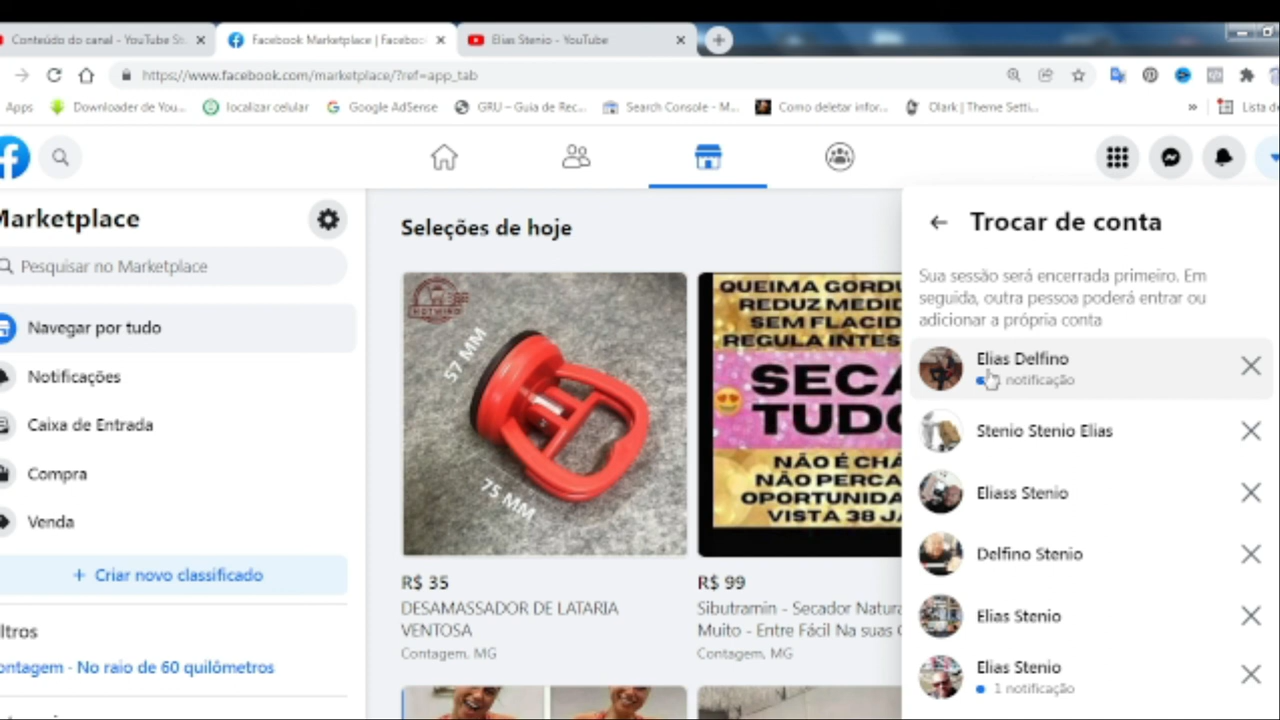 Conteúdo do canal - YouTube St
Facebook Marketplace | Faceboo
Elias Stenio - YouTube
https://www.facebook.com/marketplace/?ref=app_tab
Apps
Downloader de You...
localizar celular
Google AdSense
GRU – Guia de Rec...
Search Console - M...
Como deletar infor...
Olark | Theme Setti...
»
Lista d
Marketplace
Pesquisar no Marketplace
Navegar por tudo
Notificações
Caixa de Entrada
Compra
Venda
+ Criar novo classificado
ltros
ontagem - No raio de 60 quilômetros
Seleções de hoje
57 MM
75 MM
R$ 35
DESAMASSADOR DE LATARIA
VENTOSA
Contagem, MG
QUEIMA GORDU
REDUZ MEDID
SEM FLACID
REGULA INTES
SECA
TUDO
NÃO É CHÁ
NÃO PERCA
OPORTUNIDA
VISTA 38 JA
R$ 99
Sibutramin - Secador Natura
Muito - Entre Fácil Na suas
Contagem, MG
Trocar de conta
Sua sessão será encerrada primeiro. Em
seguida, outra pessoa poderá entrar ou
adicionar a própria conta
Elias Delfino
1 notificação
Stenio Stenio Elias
Eliass Stenio
Delfino Stenio
Elias Stenio
Elias Stenio
1 notificação